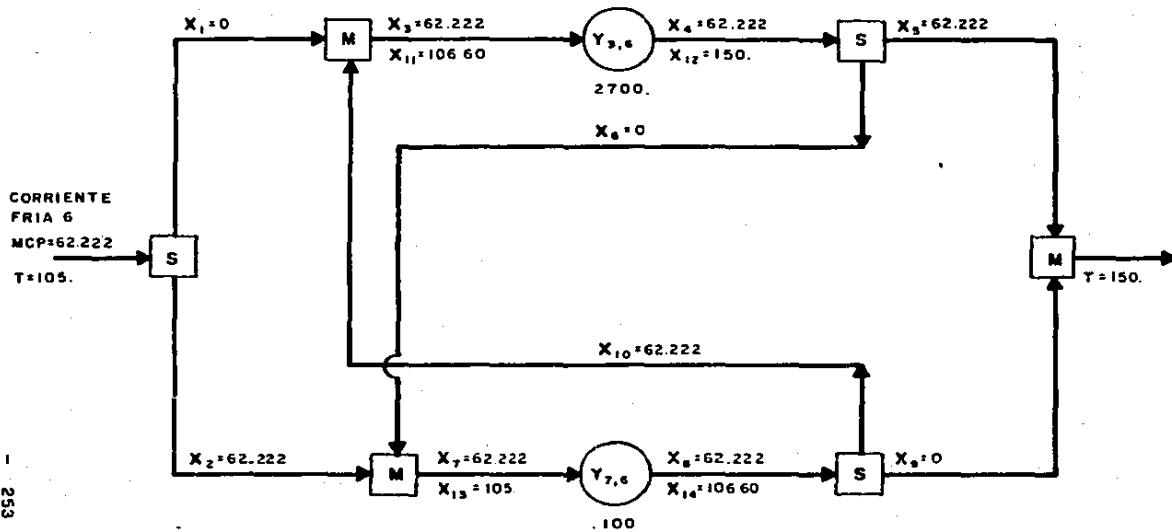 X1=0
M
X3=62.222
X11=106.60
Y3,6
2700.
X4=62.222
X12=150.
S
X5=62.222
X6=0
CORRIENTE
FRIA 6
MCP=62.222
T=105.
S
M
T=150.
X10=62.222
X2=62.222
M
X7=62.222
X13=105.
Y7,6
.100
X8=62.222
X14=106.60
S
X9=0
- 253